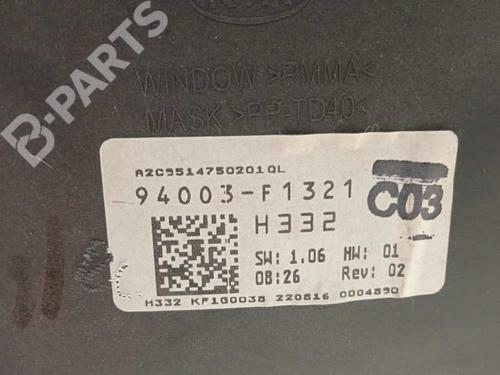 KIA
WINDOW >PMMA<
MASK >PP-TD40<
A2C9514750201QL
94003-F1321
C03
H332
SW: 1.06 HW: 01
08:26 Rev: 02
H332 KF1G0038 220816 0004890
B-PARTS